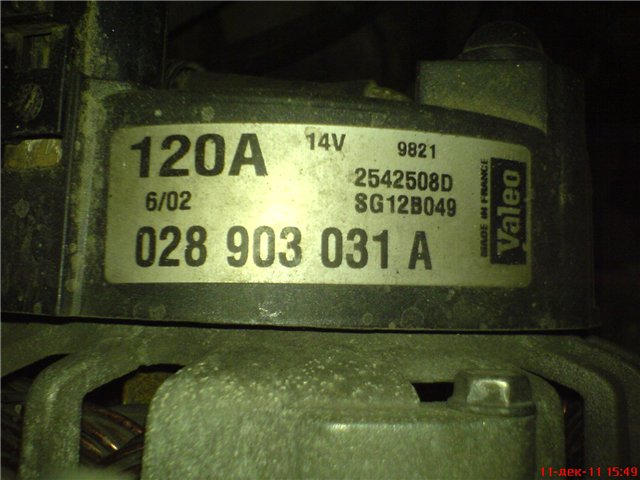 120A 14V 9821
2542508D
6/02 SG12B049
028 903 031 A
MADE IN FRANCE
Valeo
11-дек-11 15:49